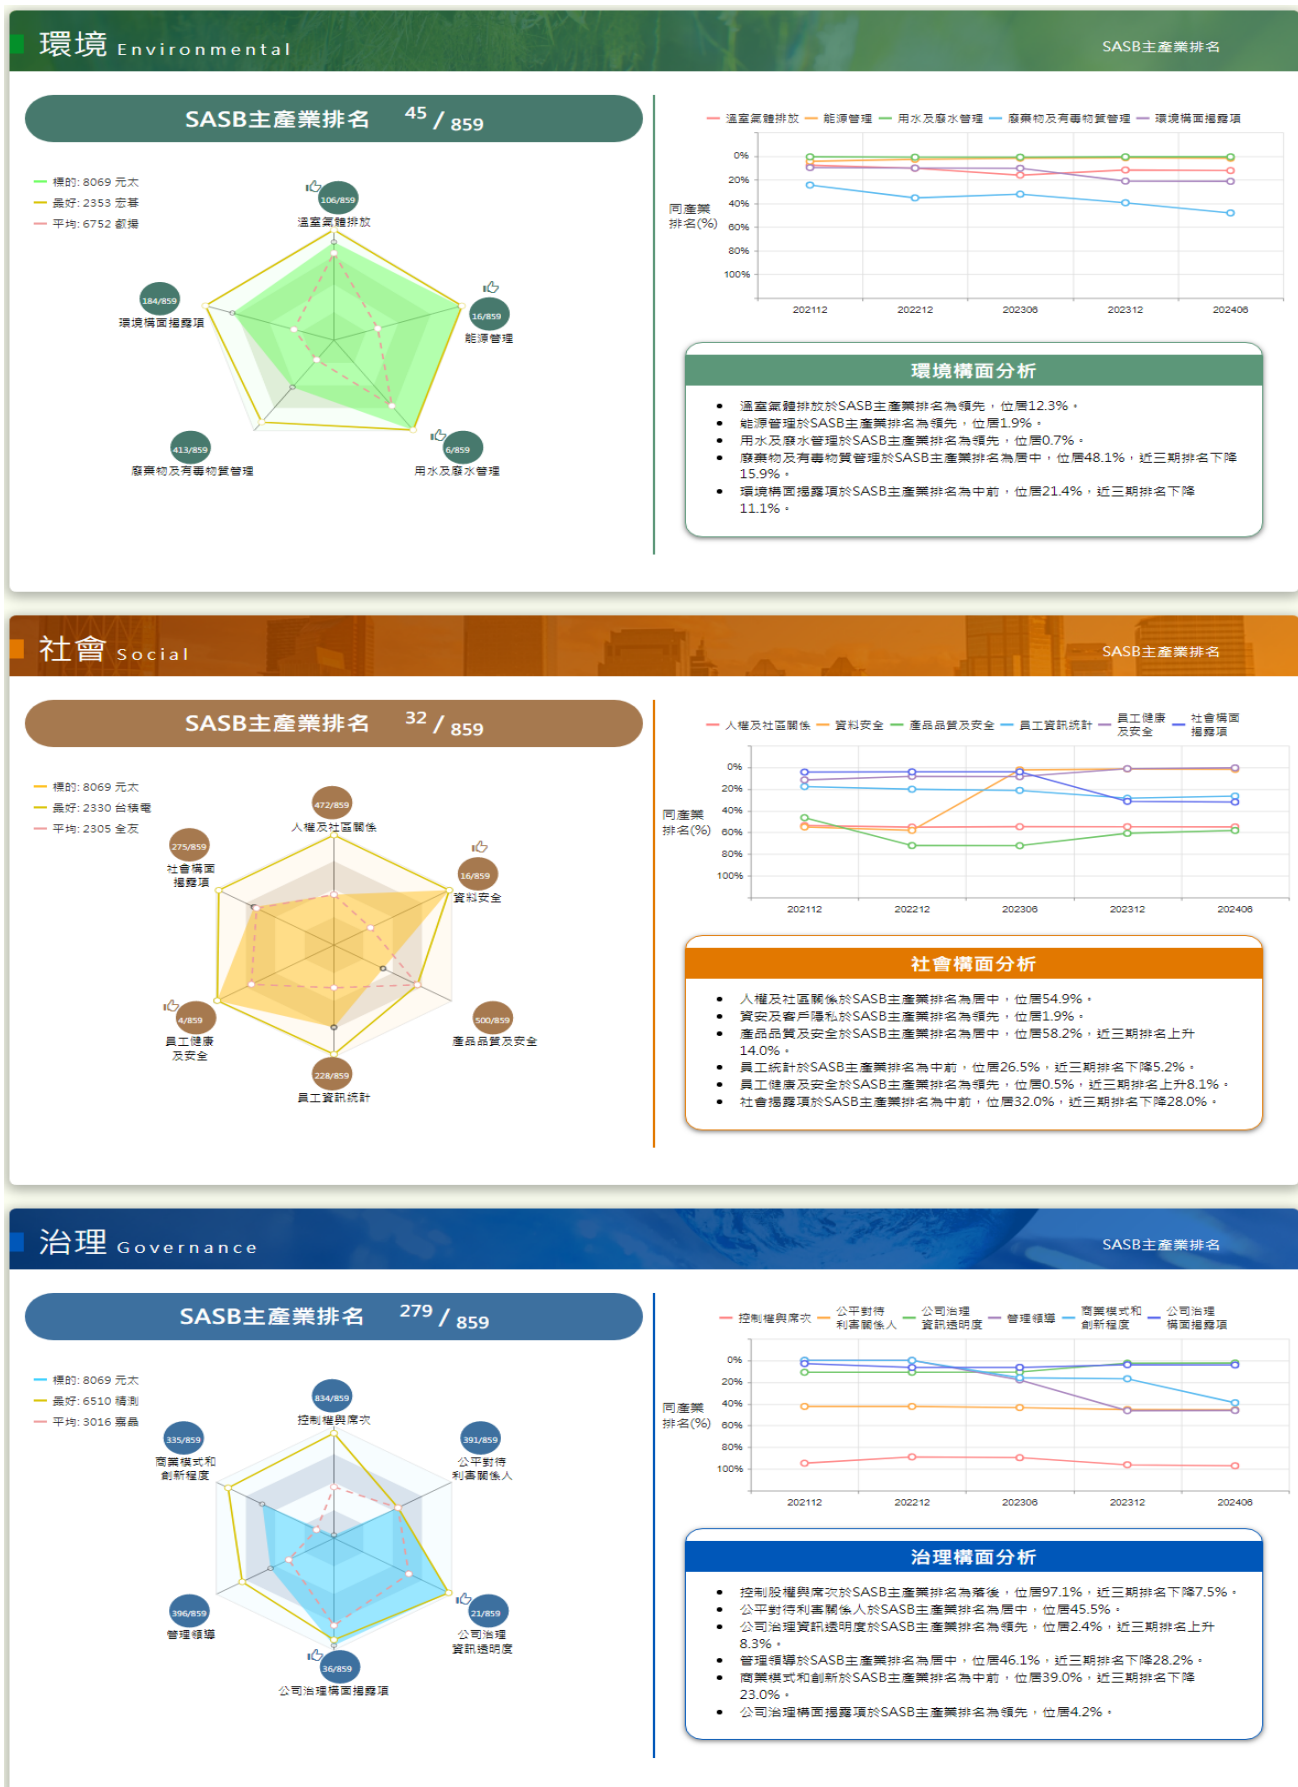 環境 Environmental
SASB主產業排名
SASB主產業排名 45 / 859
標的: 8069 元太
最好: 2353 宏碁
平均: 6752 叡揚
106/859
溫室氣體排放
16/859
能源管理
6/859
用水及廢水管理
413/859
廢棄物及有毒物質管理
184/859
環境構面揭露項
溫室氣體排放 能源管理 用水及廢水管理 廢棄物及有毒物質管理 環境構面揭露項
同產業
排名(%)
0%
20%
40%
60%
80%
100%
202112 202212 202306 202312 202406
環境構面分析
• 溫室氣體排放於SASB主產業排名為領先，位居12.3%。
• 能源管理於SASB主產業排名為領先，位居1.9%。
• 用水及廢水管理於SASB主產業排名為領先，位居0.7%。
• 廢棄物及有毒物質管理於SASB主產業排名為居中，位居48.1%，近三期排名下降
15.9%。
• 環境構面揭露項於SASB主產業排名為中前，位居21.4%，近三期排名下降
11.1%。
社會 Social
SASB主產業排名
SASB主產業排名 32 / 859
標的: 8069 元太
最好: 2330 台積電
平均: 2305 全友
472/859
人權及社區關係
16/859
資料安全
500/859
產品品質及安全
228/859
員工資訊統計
4/859
員工健康
及安全
275/859
社會構面
揭露項
人權及社區關係 資料安全 產品品質及安全 員工資訊統計 員工健康
及安全 社會構面
揭露項
同產業
排名(%)
0%
20%
40%
60%
80%
100%
202112 202212 202306 202312 202406
社會構面分析
• 人權及社區關係於SASB主產業排名為居中，位居54.9%。
• 資安及客戶隱私於SASB主產業排名為領先，位居1.9%。
• 產品品質及安全於SASB主產業排名為居中，位居58.2%，近三期排名上升
14.0%。
• 員工統計於SASB主產業排名為中前，位居26.5%，近三期排名下降5.2%。
• 員工健康及安全於SASB主產業排名為領先，位居0.5%，近三期排名上升8.1%。
• 社會揭露項於SASB主產業排名為中前，位居32.0%，近三期排名下降28.0%。
治理 Governance
SASB主產業排名
SASB主產業排名 279 / 859
標的: 8069 元太
最好: 6510 精測
平均: 3016 嘉晶
834/859
控制權與席次
391/859
公平對待
利害關係人
21/859
公司治理
資訊透明度
36/859
公司治理構面揭露項
396/859
管理領導
335/859
商業模式和
創新程度
控制權與席次 公平對待
利害關係人 公司治理
資訊透明度 管理領導 商業模式和
創新程度 公司治理
構面揭露項
同產業
排名(%)
0%
20%
40%
60%
80%
100%
202112 202212 202306 202312 202406
治理構面分析
• 控制股權與席次於SASB主產業排名為落後，位居97.1%，近三期排名下降7.5%。
• 公平對待利害關係人於SASB主產業排名為居中，位居45.5%。
• 公司治理資訊透明度於SASB主產業排名為領先，位居2.4%，近三期排名上升
8.3%。
• 管理領導於SASB主產業排名為居中，位居46.1%，近三期排名下降28.2%。
• 商業模式和創新於SASB主產業排名為中前，位居39.0%，近三期排名下降
23.0%。
• 公司治理構面揭露項於SASB主產業排名為領先，位居4.2%。